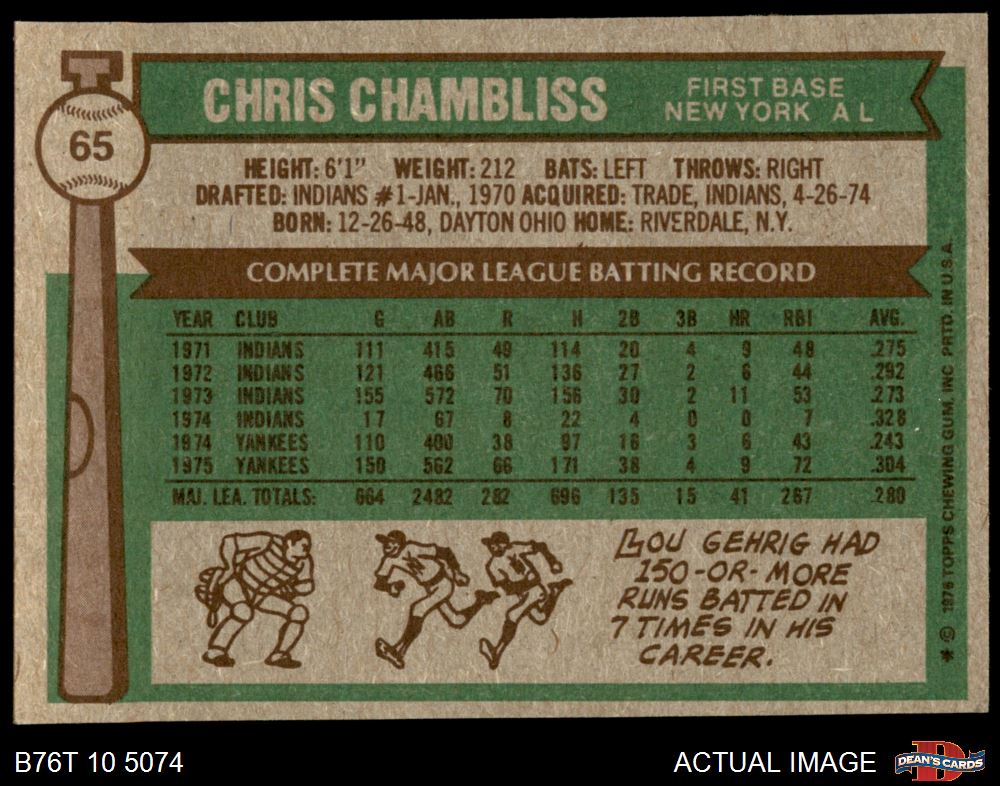 65
CHRIS CHAMBLISS
FIRST BASE
NEW YORK A L
HEIGHT: 6'1" WEIGHT: 212 BATS: LEFT THROWS: RIGHT
DRAFTED: INDIANS #1-JAN., 1970 ACQUIRED: TRADE, INDIANS, 4-26-74
BORN: 12-26-48, DAYTON OHIO HOME: RIVERDALE, N.Y.
COMPLETE MAJOR LEAGUE BATTING RECORD
YEAR CLUB G AB R H 2B 3B HR RBI AVG.
1971 INDIANS 111 415 49 114 20 4 9 48 .275
1972 INDIANS 121 466 51 136 27 2 6 44 .292
1973 INDIANS 155 572 70 156 30 2 11 53 .273
1974 INDIANS 17 67 8 22 4 0 0 7 .328
1974 YANKEES 110 400 38 97 16 3 6 43 .243
1975 YANKEES 150 562 66 171 38 4 9 72 .304
MAJ. LEA. TOTALS: 664 2482 282 696 135 15 41 267 .280
LOU GEHRIG HAD
150-OR-MORE
RUNS BATTED IN
7 TIMES IN HIS
CAREER.
* © 1976 TOPPS CHEWING GUM, INC PRTD. IN U.S.A.
B76T 10 5074
ACTUAL IMAGE
D
DEAN'S CARDS